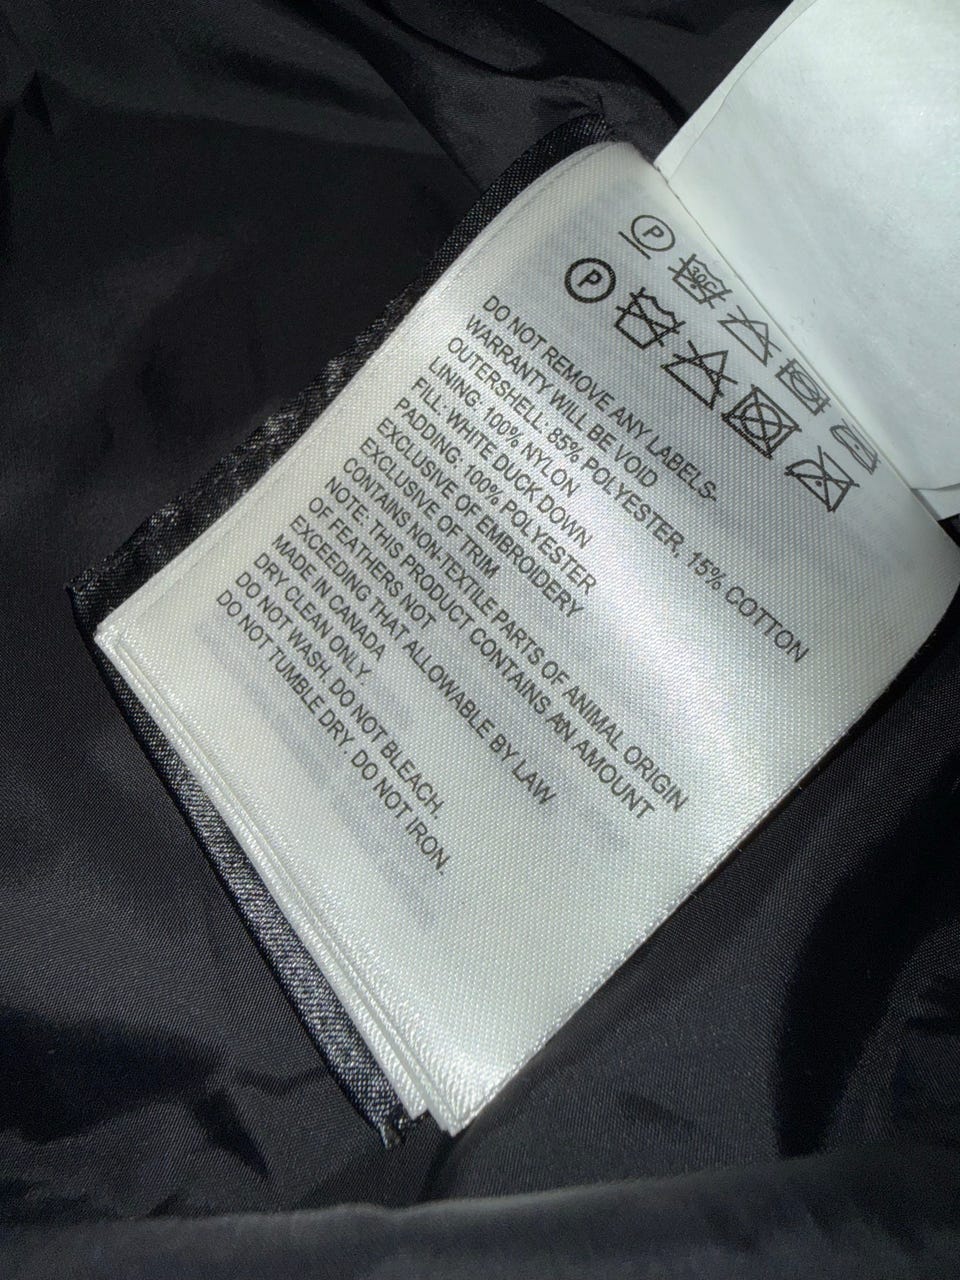 P
30C
P
DO NOT REMOVE ANY LABELS-
WARRANTY WILL BE VOID
OUTERSHELL: 85% POLYESTER, 15% COTTON
LINING: 100% NYLON
FILL: WHITE DUCK DOWN
PADDING: 100% POLYESTER
EXCLUSIVE OF EMBROIDERY
EXCLUSIVE OF TRIM
CONTAINS NON-TEXTILE PARTS OF ANIMAL ORIGIN
NOTE: THIS PRODUCT CONTAINS AN AMOUNT
OF FEATHERS NOT
EXCEEDING THAT ALLOWABLE BY LAW
MADE IN CANADA
DRY CLEAN ONLY.
DO NOT WASH. DO NOT BLEACH.
DO NOT TUMBLE DRY. DO NOT IRON.